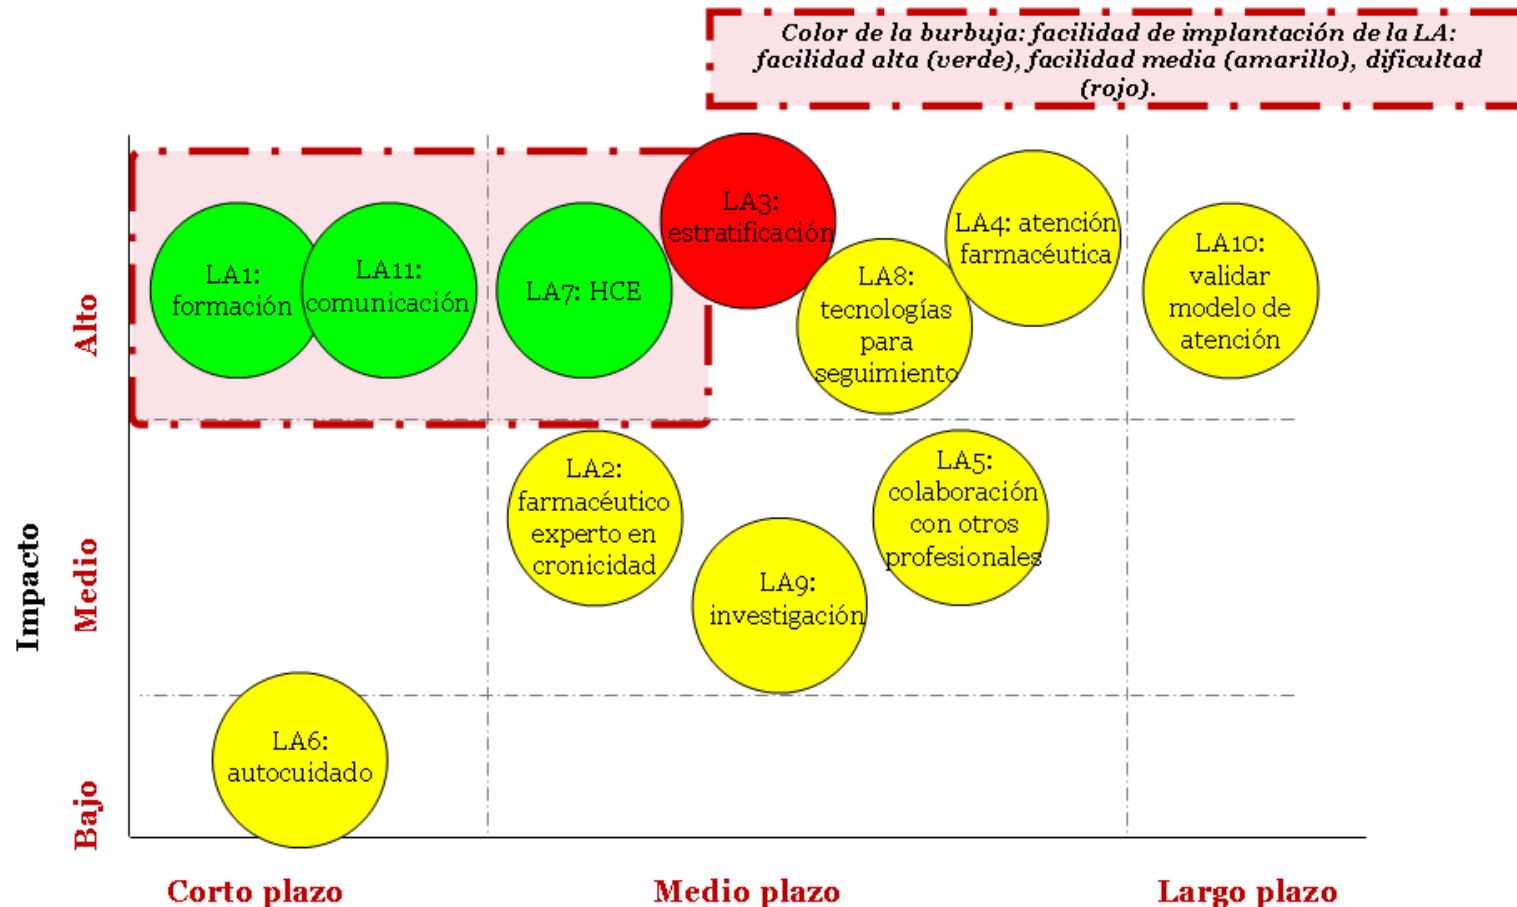 Color de la burbuja: facilidad de implantación de la LA:
facilidad alta (verde), facilidad media (amarillo), dificultad
(rojo).
LA1:
formación
LA11:
comunicación
LA7: HCE
LA3:
estratificación
LA8:
tecnologías
para
seguimiento
LA4: atención
farmacéutica
LA10:
validar
modelo de
atención
LA2:
farmacéutico
experto en
cronicidad
LA9:
investigación
LA5:
colaboración
con otros
profesionales
LA6:
autocuidado
Impacto
Alto
Medio
Bajo
Corto plazo
Medio plazo
Largo plazo